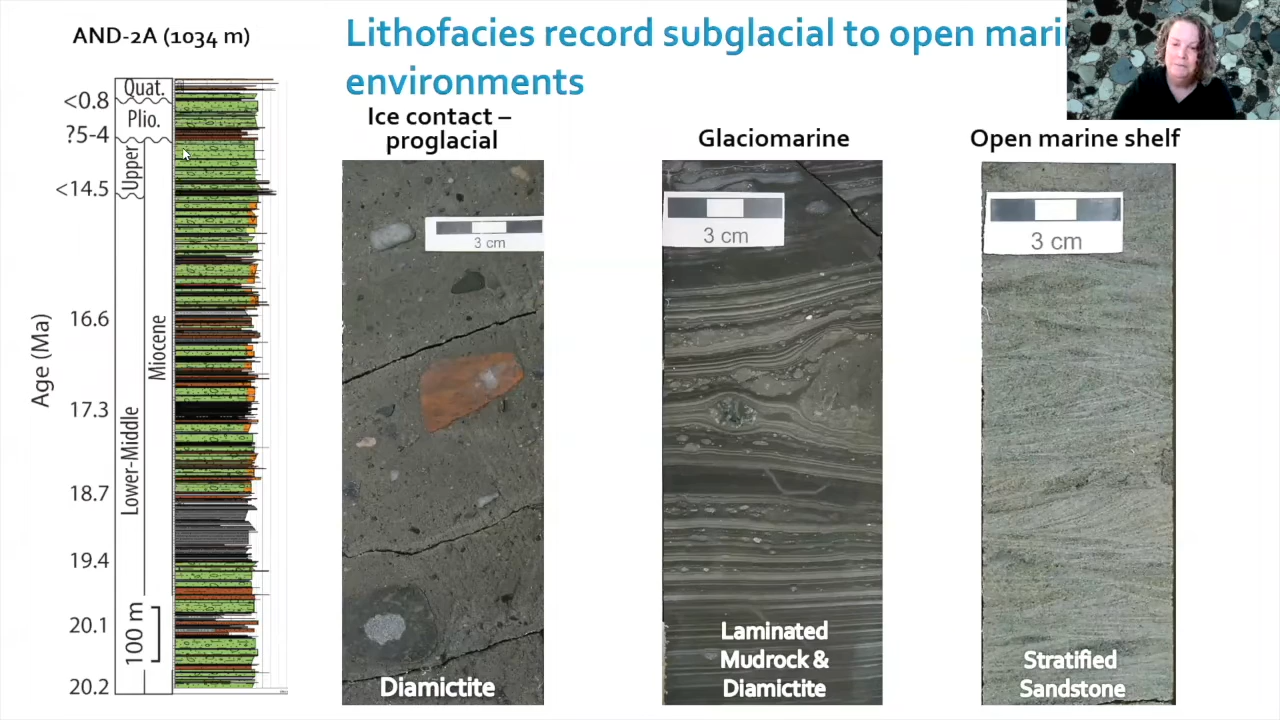 AND-2A (1034 m)
Lithofacies record subglacial to open mari
environments
Quat.
<0.8
Plio.
?5-4
Upper
<14.5
16.6
Miocene
Age (Ma)
17.3
Lower-Middle
18.7
19.4
20.1
100 m
20.2
Ice contact –
proglacial
3 cm
Diamictite
Glaciomarine
3 cm
Laminated
Mudrock &
Diamictite
Open marine shelf
3 cm
Stratified
Sandstone